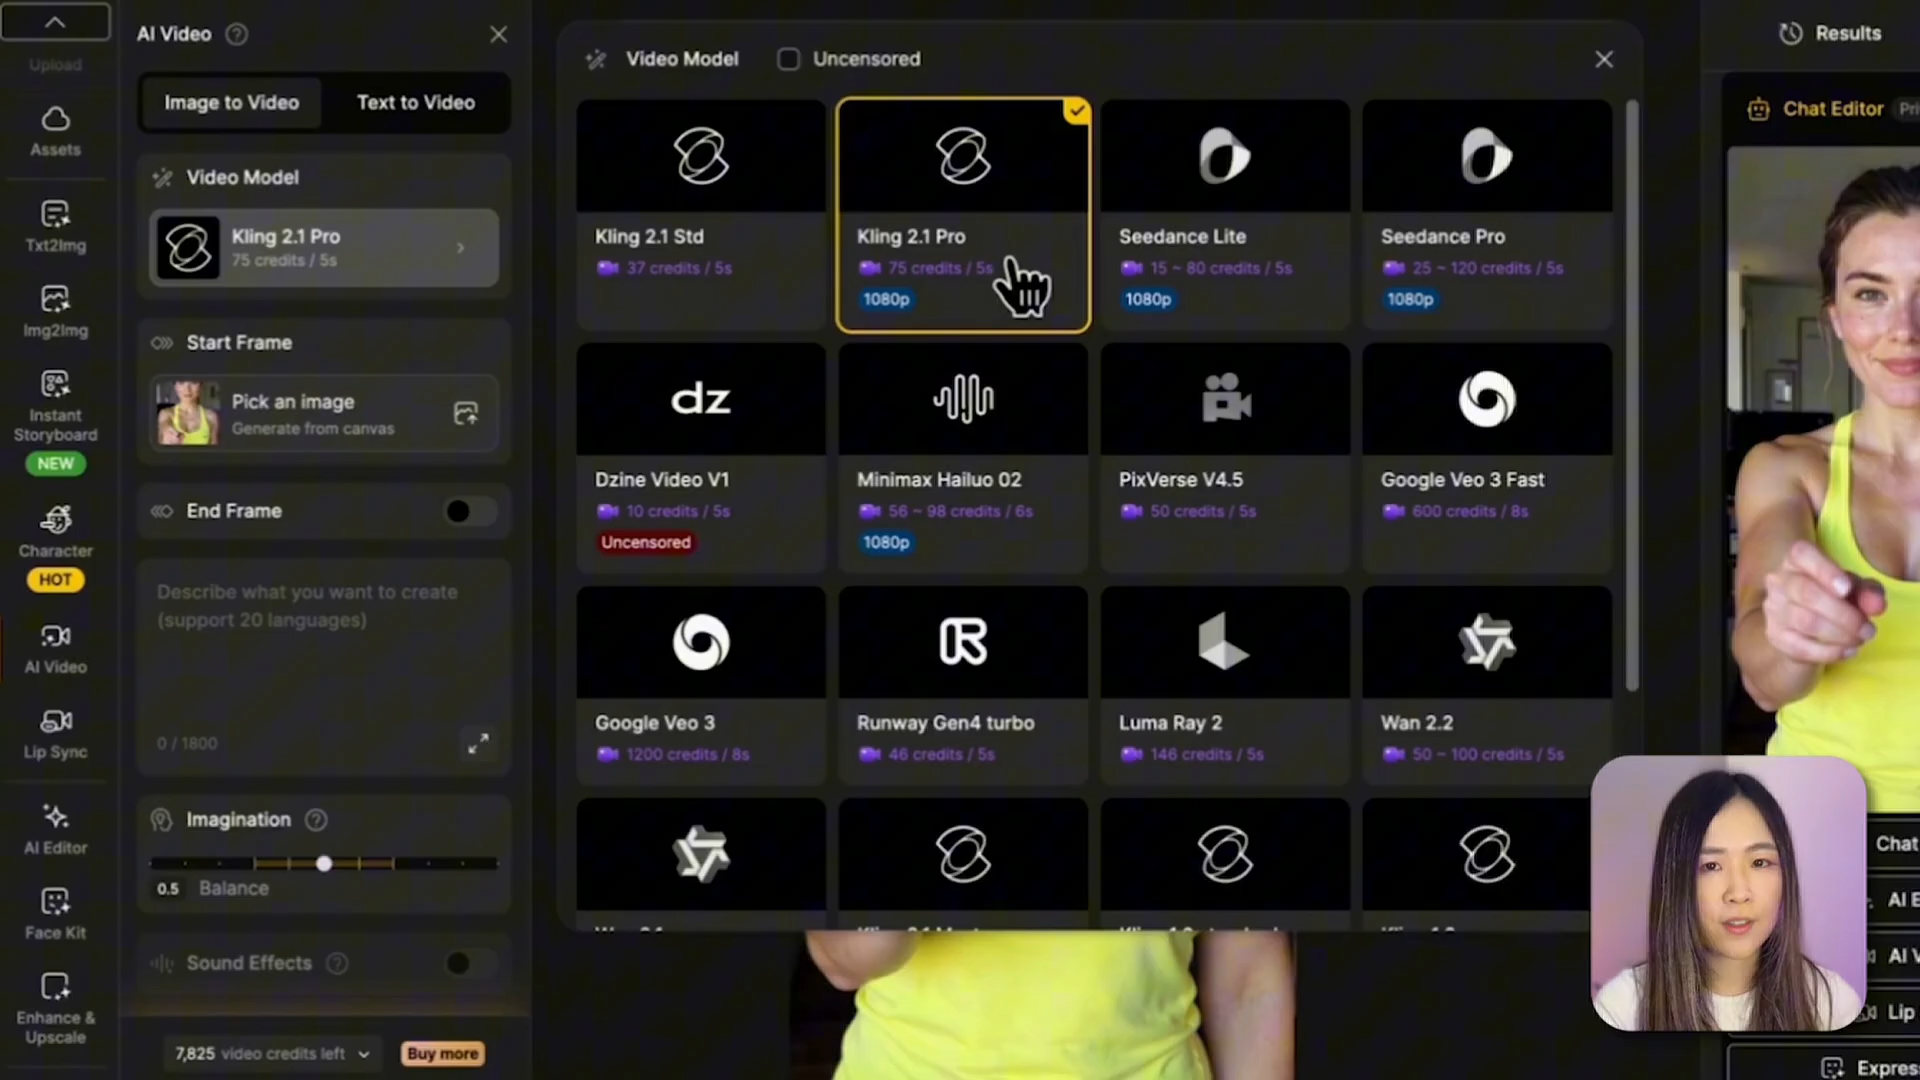 Upload
Assets
Txt2Img
Img2Img
Instant
Storyboard
NEW
Character
HOT
AI Video
Lip Sync
AI Editor
Face Kit
Enhance &
Upscale
AI Video
Image to Video
Text to Video
Video Model
Kling 2.1 Pro
75 credits / 5s
Start Frame
Pick an image
Generate from canvas
End Frame
Describe what you want to create
(support 20 languages)
0 / 1800
Imagination
0.5 Balance
Sound Effects
7,825 video credits left
Buy more
Video Model
Uncensored
Kling 2.1 Std
37 credits / 5s
Kling 2.1 Pro
75 credits / 5s
1080p
Seedance Lite
15 ~ 80 credits / 5s
1080p
Seedance Pro
25 ~ 120 credits / 5s
1080p
dz
Dzine Video V1
10 credits / 5s
Uncensored
Minimax Hailuo 02
56 ~ 98 credits / 6s
1080p
PixVerse V4.5
50 credits / 5s
Google Veo 3 Fast
600 credits / 8s
Google Veo 3
1200 credits / 8s
Runway Gen4 turbo
46 credits / 5s
Luma Ray 2
146 credits / 5s
Wan 2.2
50 ~ 100 credits / 5s
Results
Chat Editor
Pri
Chat
AI E
AI V
Lip
Expres